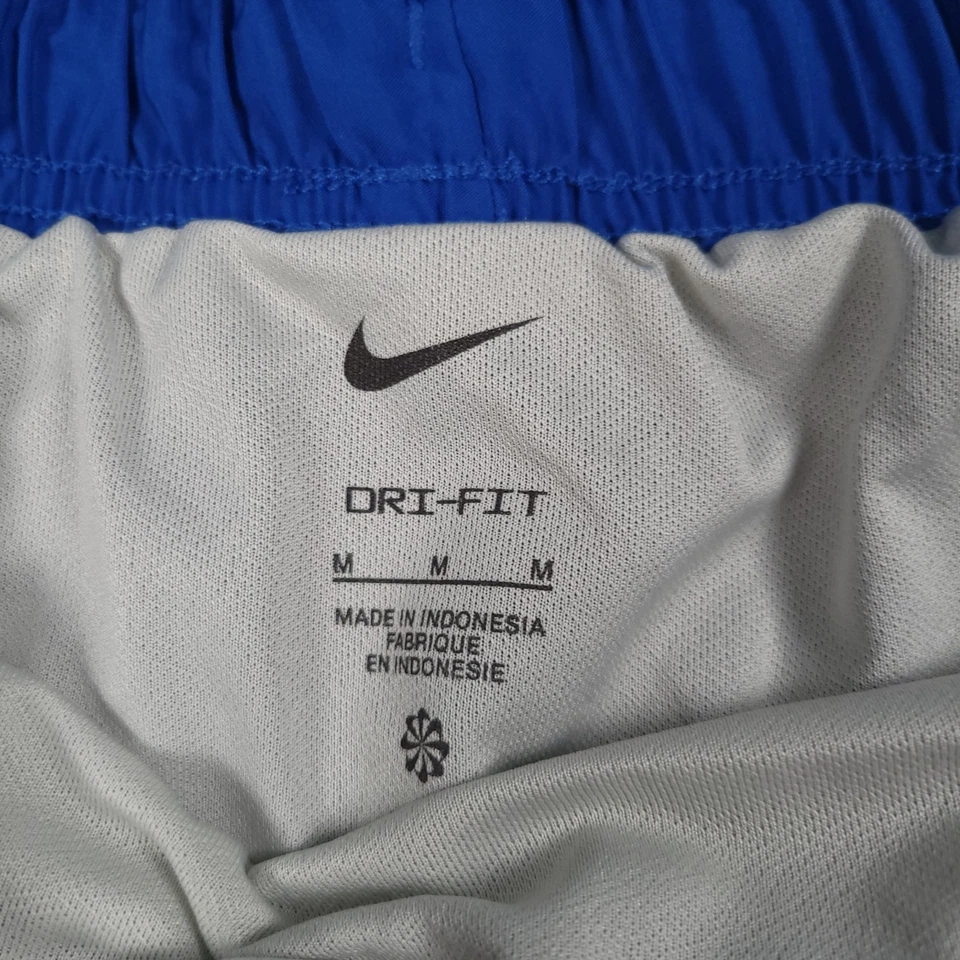 DRI-FIT
M M M
MADE IN INDONESIA
FABRIQUE
EN INDONESIE